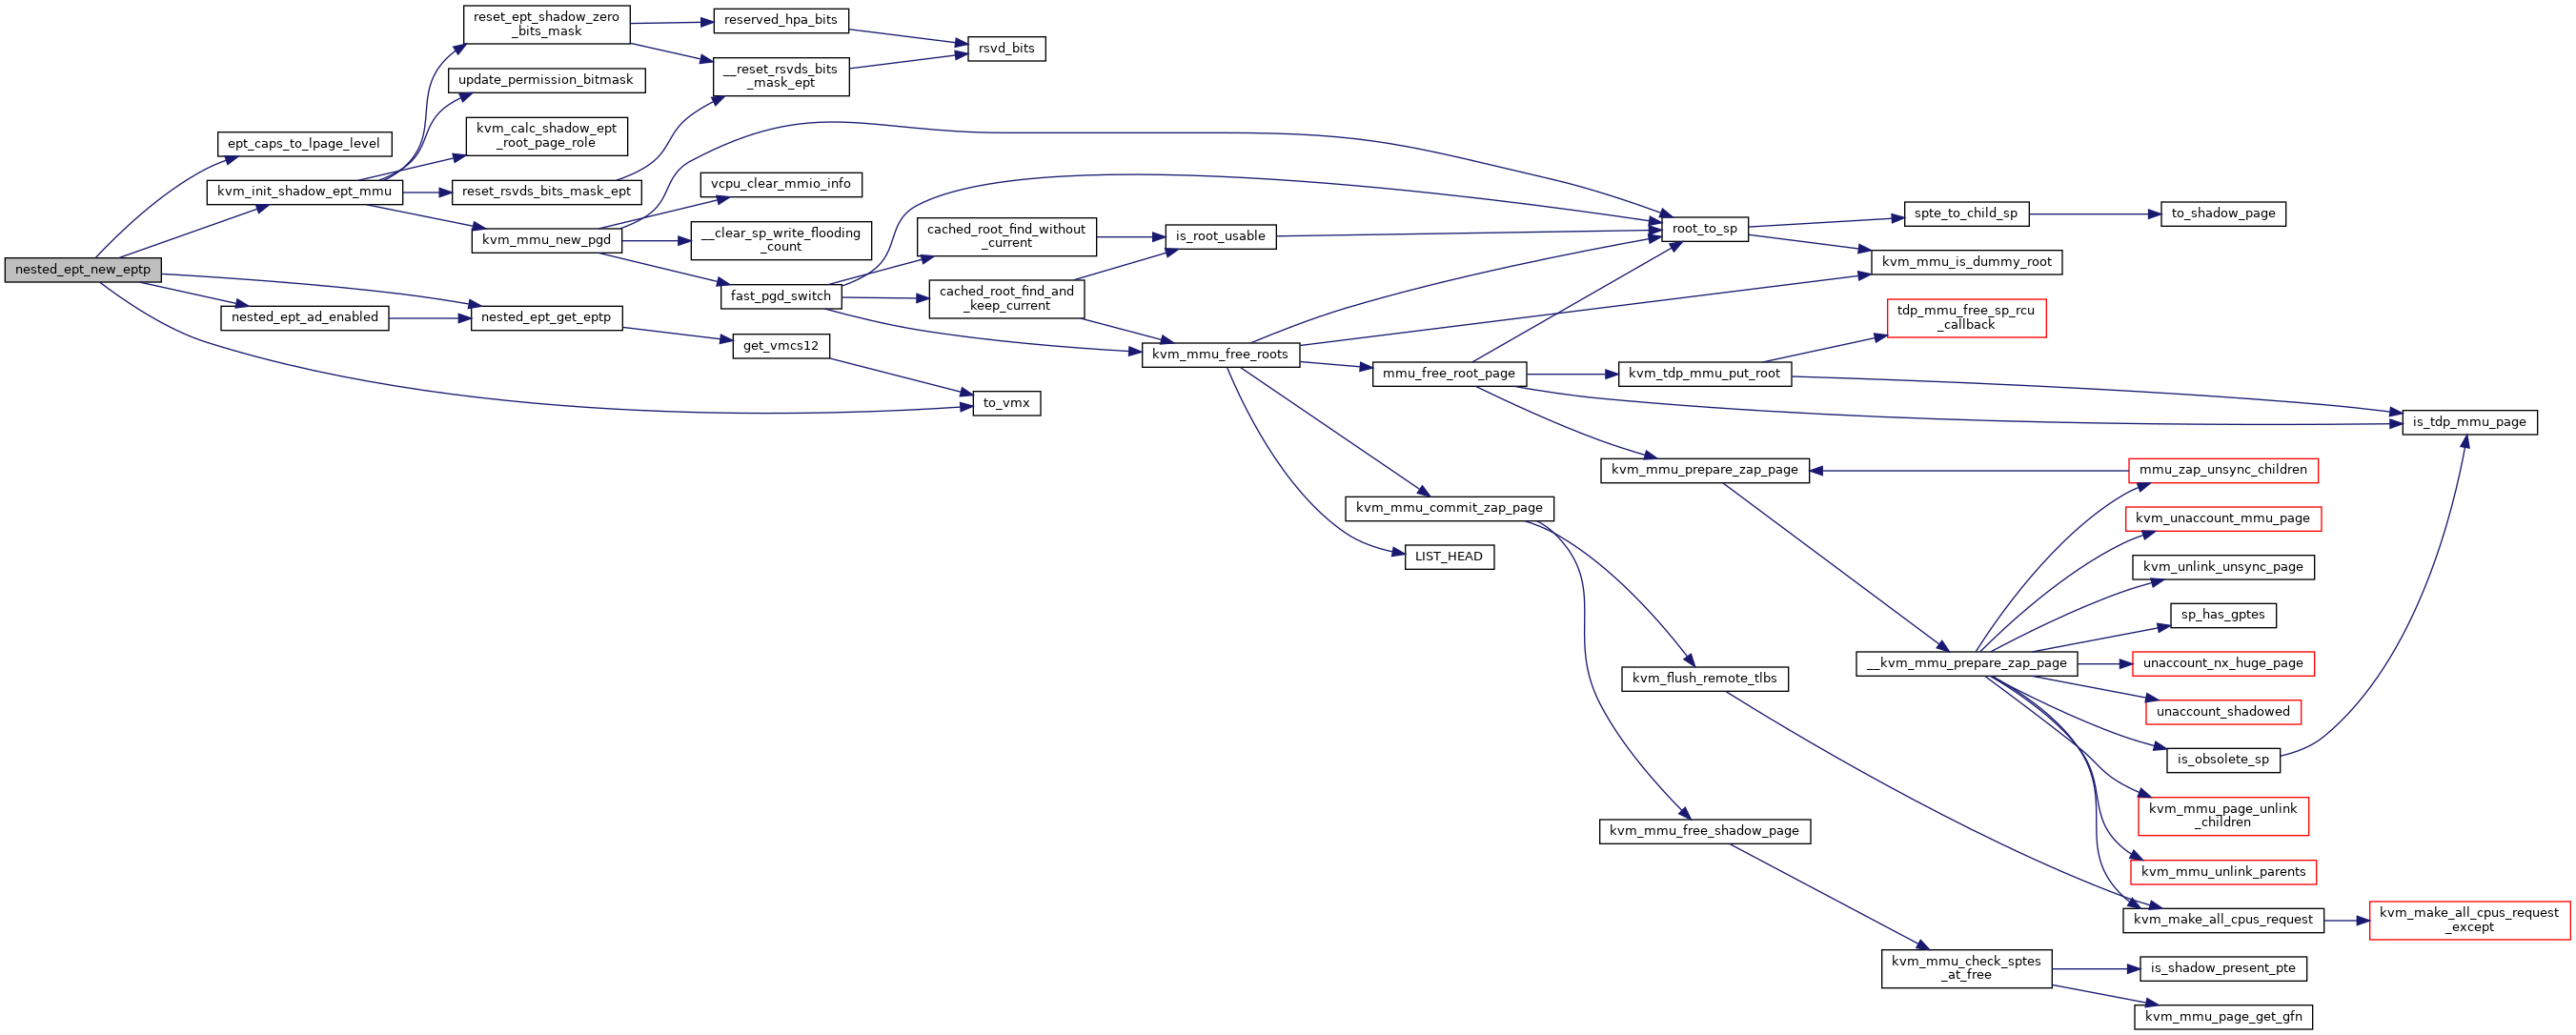 reset_ept_shadow_zero
_bits_mask
reserved_hpa_bits
rsvd_bits
update_permission_bitmask
__reset_rsvds_bits
_mask_ept
ept_caps_to_lpage_level
kvm_calc_shadow_ept
_root_page_role
kvm_init_shadow_ept_mmu
reset_rsvds_bits_mask_ept
vcpu_clear_mmio_info
kvm_mmu_new_pgd
__clear_sp_write_flooding
_count
cached_root_find_without
_current
is_root_usable
root_to_sp
spte_to_child_sp
to_shadow_page
kvm_mmu_is_dummy_root
nested_ept_new_eptp
fast_pgd_switch
cached_root_find_and
_keep_current
nested_ept_ad_enabled
nested_ept_get_eptp
get_vmcs12
to_vmx
kvm_mmu_free_roots
mmu_free_root_page
kvm_tdp_mmu_put_root
tdp_mmu_free_sp_rcu
_callback
is_tdp_mmu_page
kvm_mmu_prepare_zap_page
mmu_zap_unsync_children
kvm_mmu_commit_zap_page
kvm_unaccount_mmu_page
LIST_HEAD
kvm_unlink_unsync_page
sp_has_gptes
__kvm_mmu_prepare_zap_page
unaccount_nx_huge_page
kvm_flush_remote_tlbs
unaccount_shadowed
is_obsolete_sp
kvm_mmu_page_unlink
_children
kvm_mmu_free_shadow_page
kvm_mmu_unlink_parents
kvm_make_all_cpus_request
kvm_make_all_cpus_request
_except
kvm_mmu_check_sptes
_at_free
is_shadow_present_pte
kvm_mmu_page_get_gfn